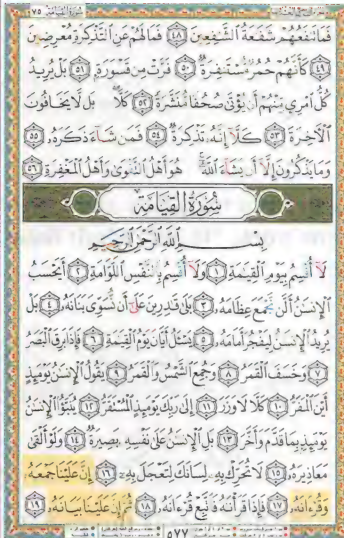 فَمَا تَنفَعُهُمْ شَفَٰعَةُ ٱلشَّٰفِعِينَ ٤٨ فَمَا لَهُمْ عَنِ ٱلتَّذْكِرَةِ مُعْرِضِينَ
٤٩ كَأَنَّهُمْ حُمُرٌ مُّسْتَنفِرَةٌ ٥٠ فَرَّتْ مِن قَسْوَرَةٍۭ ٥١ بَلْ يُرِيدُ
كُلُّ ٱمْرِئٍ مِّنْهُمْ أَن يُؤْتَىٰ صُحُفًا مُّنَشَّرَةً ٥٢ كَلَّا ۖ بَل لَّا يَخَافُونَ
ٱلْءَاخِرَةَ ٥٣ كَلَّآ إِنَّهُۥ تَذْكِرَةٌ ٥٤ فَمَن شَآءَ ذَكَرَهُۥ ٥٥
وَمَا يَذْكُرُونَ إِلَّآ أَن يَشَآءَ ٱللَّهُ ۚ هُوَ أَهْلُ ٱلتَّقْوَىٰ وَأَهْلُ ٱلْمَغْفِرَةِ ٥٦
سُورَةُ ٱلْقِيَامَةِ
بِسْمِ ٱللَّهِ ٱلرَّحْمَٰنِ ٱلرَّحِيمِ
لَآ أُقْسِمُ بِيَوْمِ ٱلْقِيَٰمَةِ ١ وَلَآ أُقْسِمُ بِٱلنَّفْسِ ٱللَّوَّامَةِ ٢ أَيَحْسَبُ
ٱلْإِنسَٰنُ أَلَّن نَّجْمَعَ عِظَامَهُۥ ٣ بَلَىٰ قَٰدِرِينَ عَلَىٰٓ أَن نُّسَوِّىَ بَنَانَهُۥ ٤ بَلْ
يُرِيدُ ٱلْإِنسَٰنُ لِيَفْجُرَ أَمَامَهُۥ ٥ يَسْـَٔلُ أَيَّانَ يَوْمُ ٱلْقِيَٰمَةِ ٦ فَإِذَا بَرِقَ ٱلْبَصَرُ
٧ وَخَسَفَ ٱلْقَمَرُ ٨ وَجُمِعَ ٱلشَّمْسُ وَٱلْقَمَرُ ٩ يَقُولُ ٱلْإِنسَٰنُ يَوْمَئِذٍ
أَيْنَ ٱلْمَفَرُّ ١٠ كَلَّا لَا وَزَرَ ١١ إِلَىٰ رَبِّكَ يَوْمَئِذٍ ٱلْمُسْتَقَرُّ ١٢ يُنَبَّؤُا۟ ٱلْإِنسَٰنُ
يَوْمَئِذٍۭ بِمَا قَدَّمَ وَأَخَّرَ ١٣ بَلِ ٱلْإِنسَٰنُ عَلَىٰ نَفْسِهِۦ بَصِيرَةٌ ١٤ وَلَوْ أَلْقَىٰ
مَعَاذِيرَهُۥ ١٥ لَا تُحَرِّكْ بِهِۦ لِسَانَكَ لِتَعْجَلَ بِهِۦٓ ١٦ إِنَّ عَلَيْنَا جَمْعَهُۥ
وَقُرْءَانَهُۥ ١٧ فَإِذَا قَرَأْنَٰهُ فَٱتَّبِعْ قُرْءَانَهُۥ ١٨ ثُمَّ إِنَّ عَلَيْنَا بَيَانَهُۥ ١٩
٥٧٧